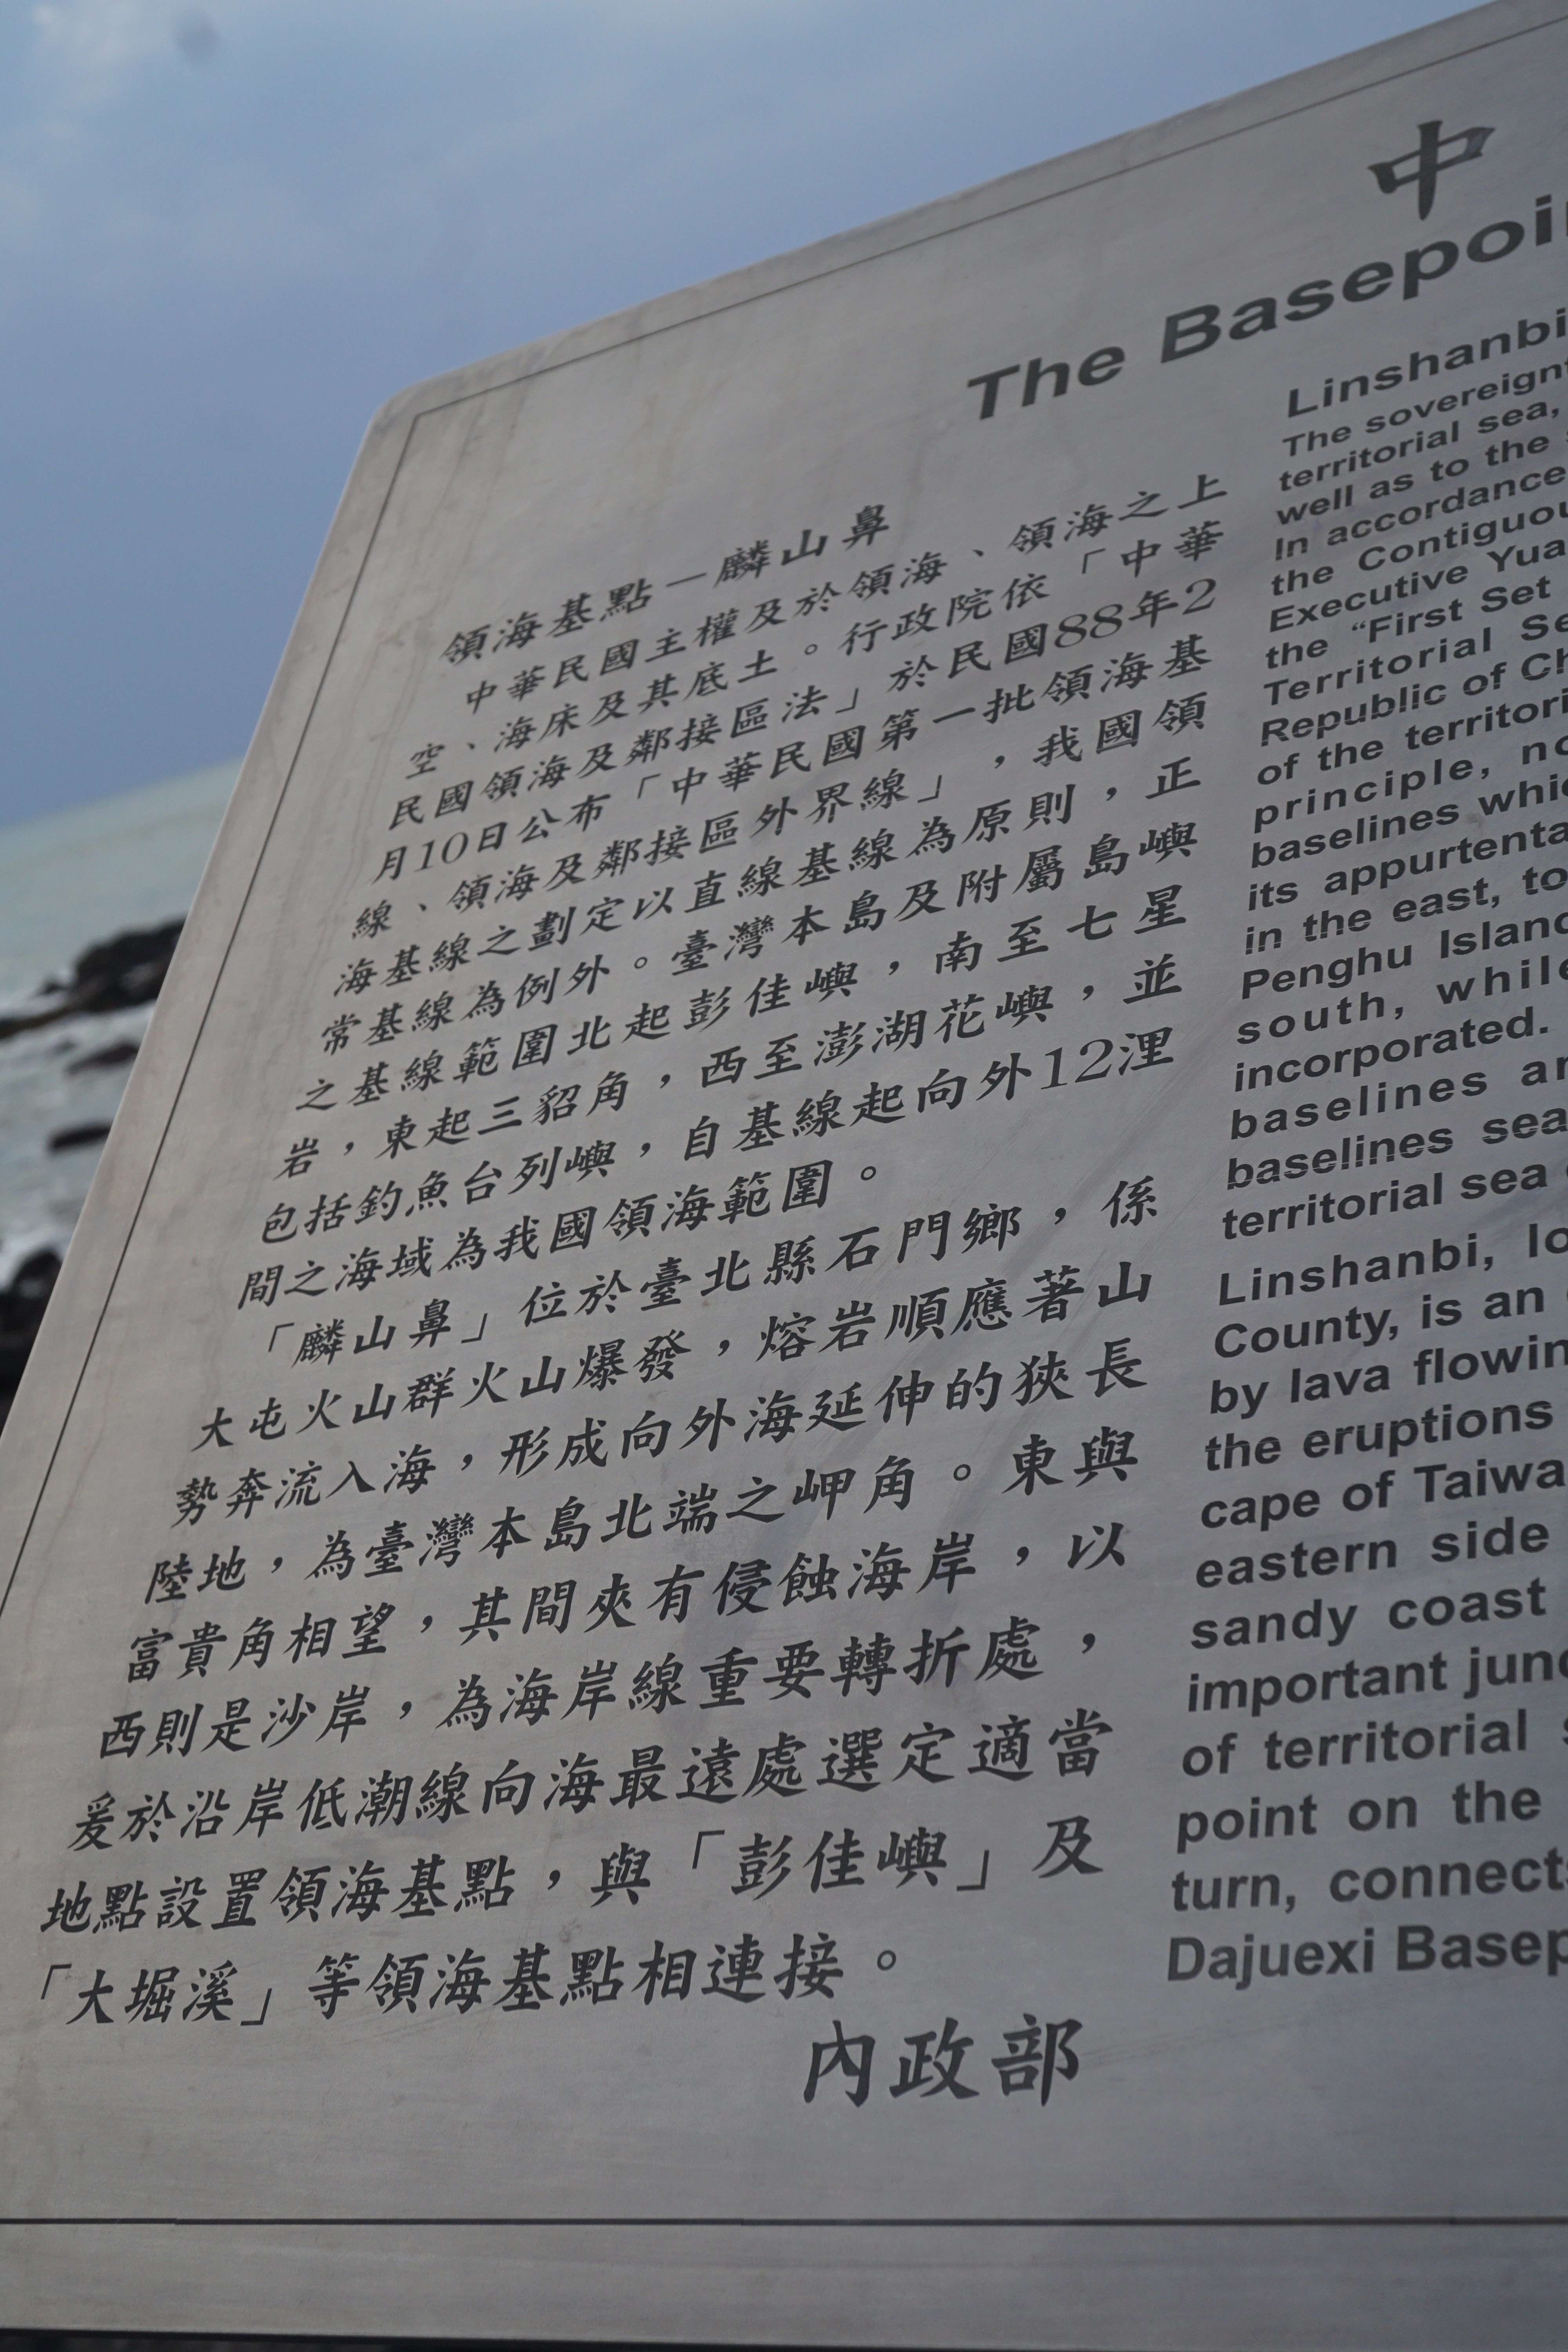 中
The Basepoi
領海基點－麟山鼻
中華民國主權及於領海、領海之上
空、海床及其底土。行政院依「中華
民國領海及鄰接區法」於民國88年2
月10日公布「中華民國第一批領海基
線、領海及鄰接區外界線」，我國領
海基線之劃定以直線基線為原則，正
常基線為例外。臺灣本島及附屬島嶼
之基線範圍北起彭佳嶼，南至七星
岩，東起三貂角，西至澎湖花嶼，並
包括釣魚台列嶼，自基線起向外12浬
間之海域為我國領海範圍。
「麟山鼻」位於臺北縣石門鄉，係
大屯火山群火山爆發，熔岩順應著山
勢奔流入海，形成向外海延伸的狹長
陸地，為臺灣本島北端之岬角。東與
富貴角相望，其間夾有侵蝕海岸，以
西則是沙岸，為海岸線重要轉折處，
爰於沿岸低潮線向海最遠處選定適當
地點設置領海基點，與「彭佳嶼」及
「大堀溪」等領海基點相連接。
內政部
Linshanbi
The sovereignt
territorial sea,
well as to the
In accordance
the Contiguou
Executive Yua
the “First Set
Territorial Se
Republic of Ch
of the territori
principle, no
baselines whic
its appurtenta
in the east, to
Penghu Island
south, while
incorporated.
baselines an
baselines sea
territorial sea
Linshanbi, lo
County, is an
by lava flowin
the eruptions
cape of Taiwa
eastern side
sandy coast
important junc
of territorial
point on the
turn, connects
Dajuexi Basep